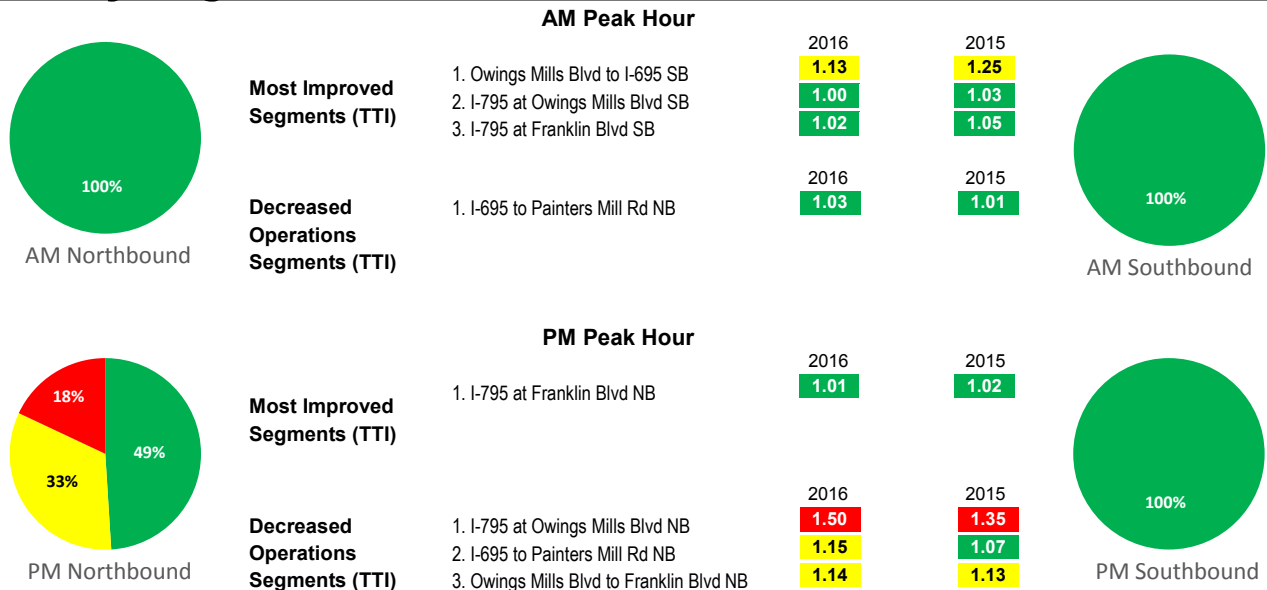 AM Peak Hour
2016 2015
Most Improved
Segments (TTI)
1. Owings Mills Blvd to I-695 SB 1.13 1.25
2. I-795 at Owings Mills Blvd SB 1.00 1.03
3. I-795 at Franklin Blvd SB 1.02 1.05
100%
AM Northbound
100%
AM Southbound
2016 2015
Decreased
Operations
Segments (TTI)
1. I-695 to Painters Mill Rd NB 1.03 1.01
PM Peak Hour
2016 2015
Most Improved
Segments (TTI)
1. I-795 at Franklin Blvd NB 1.01 1.02
18%
49%
33%
PM Northbound
100%
PM Southbound
2016 2015
Decreased
Operations
Segments (TTI)
1. I-795 at Owings Mills Blvd NB 1.50 1.35
2. I-695 to Painters Mill Rd NB 1.15 1.07
3. Owings Mills Blvd to Franklin Blvd NB 1.14 1.13